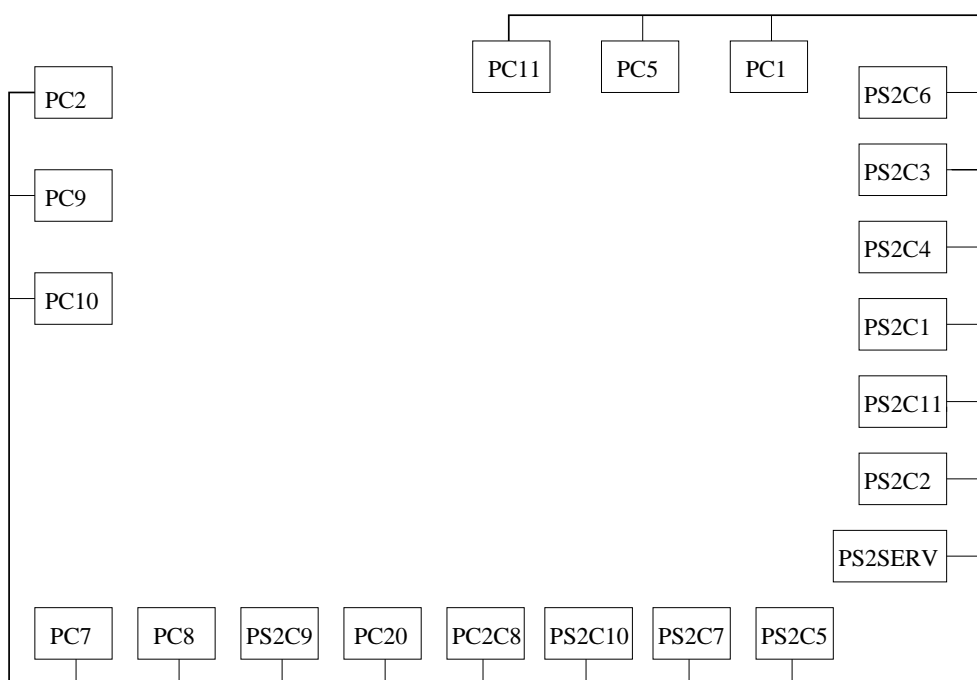 PC11 PC5 PC1
PC2
PS2C6
PS2C3
PC9
PS2C4
PC10
PS2C1
PS2C11
PS2C2
PS2SERV
PC7 PC8 PS2C9 PC20 PC2C8 PS2C10 PS2C7 PS2C5